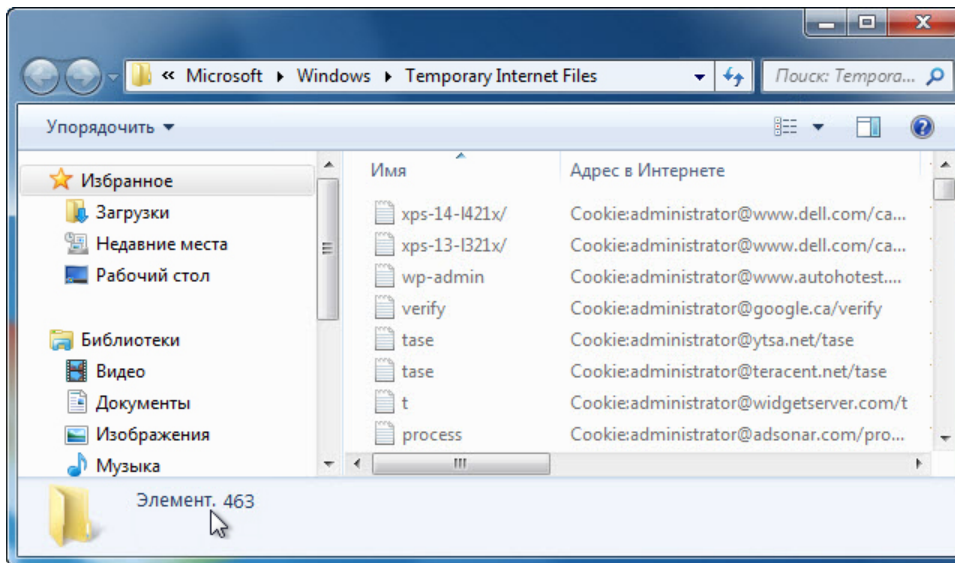 « Microsoft ▸ Windows ▸ Temporary Internet Files
Поиск: Tempora...
Упорядочить
Избранное
Загрузки
Недавние места
Рабочий стол
Библиотеки
Видео
Документы
Изображения
Музыка
Имя Адрес в Интернете
xps-14-l421x/ Cookie:administrator@www.dell.com/ca...
xps-13-l321x/ Cookie:administrator@www.dell.com/ca...
wp-admin Cookie:administrator@www.autohotest....
verify Cookie:administrator@google.ca/verify
tase Cookie:administrator@ytsa.net/tase
tase Cookie:administrator@teracent.net/tase
t Cookie:administrator@widgetserver.com/t
process Cookie:administrator@adsonar.com/pro...
Элемент. 463